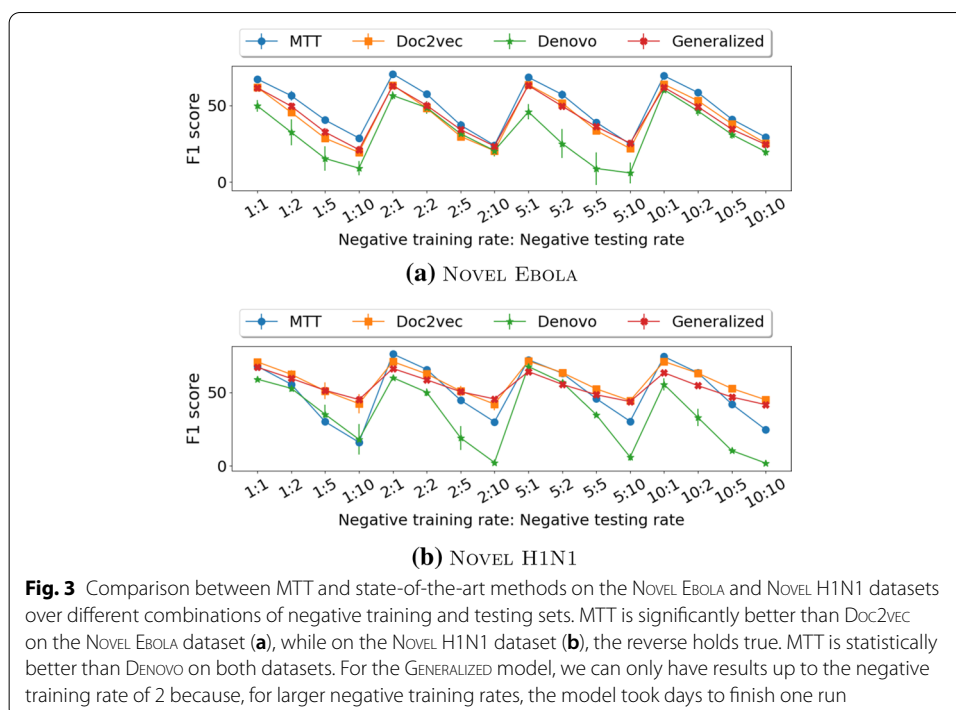 MTT Doc2vec Denovo Generalized
F1 score
50
0
1:1 1:2 1:5 1:10 2:1 2:2 2:5 2:10 5:1 5:2 5:5 5:10 10:1 10:2 10:5 10:10
Negative training rate: Negative testing rate
(a) NOVEL EBOLA
MTT Doc2vec Denovo Generalized
F1 score
50
0
1:1 1:2 1:5 1:10 2:1 2:2 2:5 2:10 5:1 5:2 5:5 5:10 10:1 10:2 10:5 10:10
Negative training rate: Negative testing rate
(b) NOVEL H1N1
Fig. 3 Comparison between MTT and state-of-the-art methods on the NOVEL EBOLA and NOVEL H1N1 datasets
over different combinations of negative training and testing sets. MTT is significantly better than DOC2VEC
on the NOVEL EBOLA dataset (a), while on the NOVEL H1N1 dataset (b), the reverse holds true. MTT is statistically
better than DENOVO on both datasets. For the GENERALIZED model, we can only have results up to the negative
training rate of 2 because, for larger negative training rates, the model took days to finish one run